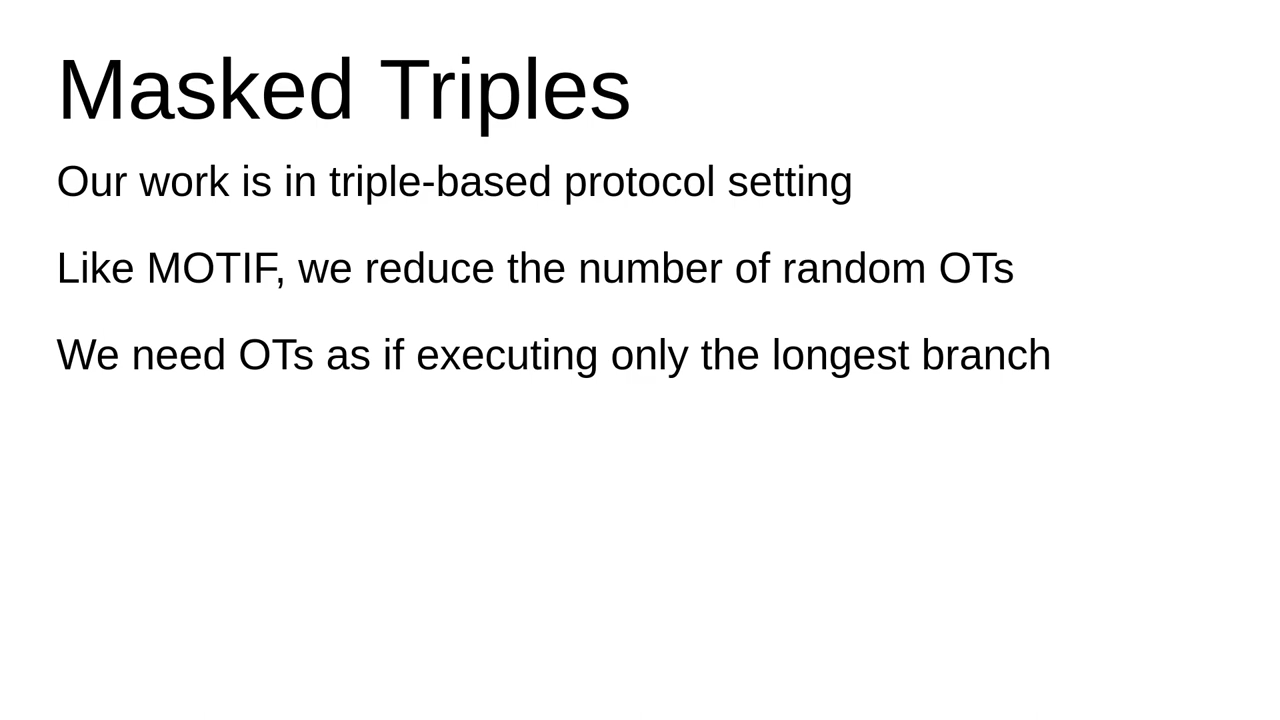 Masked Triples
Our work is in triple-based protocol setting
Like MOTIF, we reduce the number of random OTs
We need OTs as if executing only the longest branch